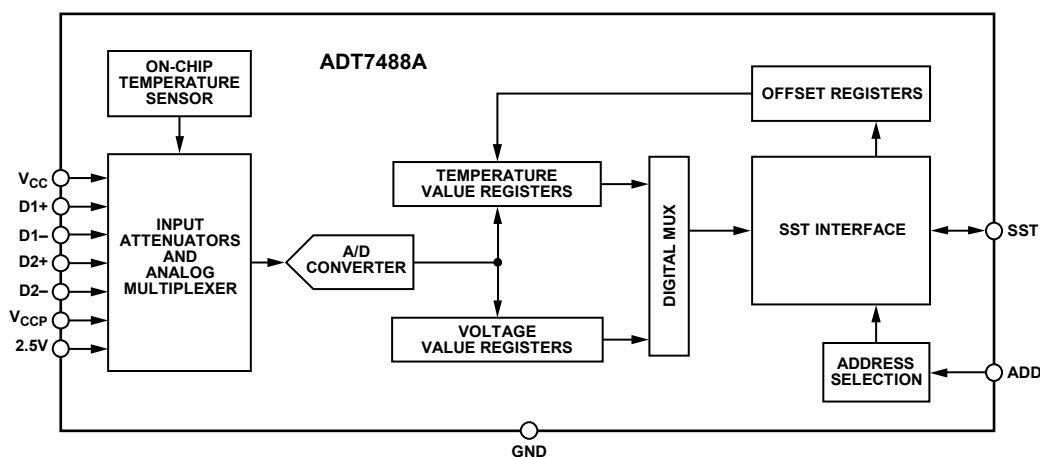 ADT7488A
ON-CHIP
TEMPERATURE
SENSOR
OFFSET REGISTERS
VCC
D1+
D1–
D2+
D2–
VCCP
2.5V
INPUT
ATTENUATORS
AND
ANALOG
MULTIPLEXER
A/D
CONVERTER
TEMPERATURE
VALUE REGISTERS
VOLTAGE
VALUE REGISTERS
DIGITAL MUX
SST INTERFACE
SST
ADDRESS
SELECTION
ADD
GND